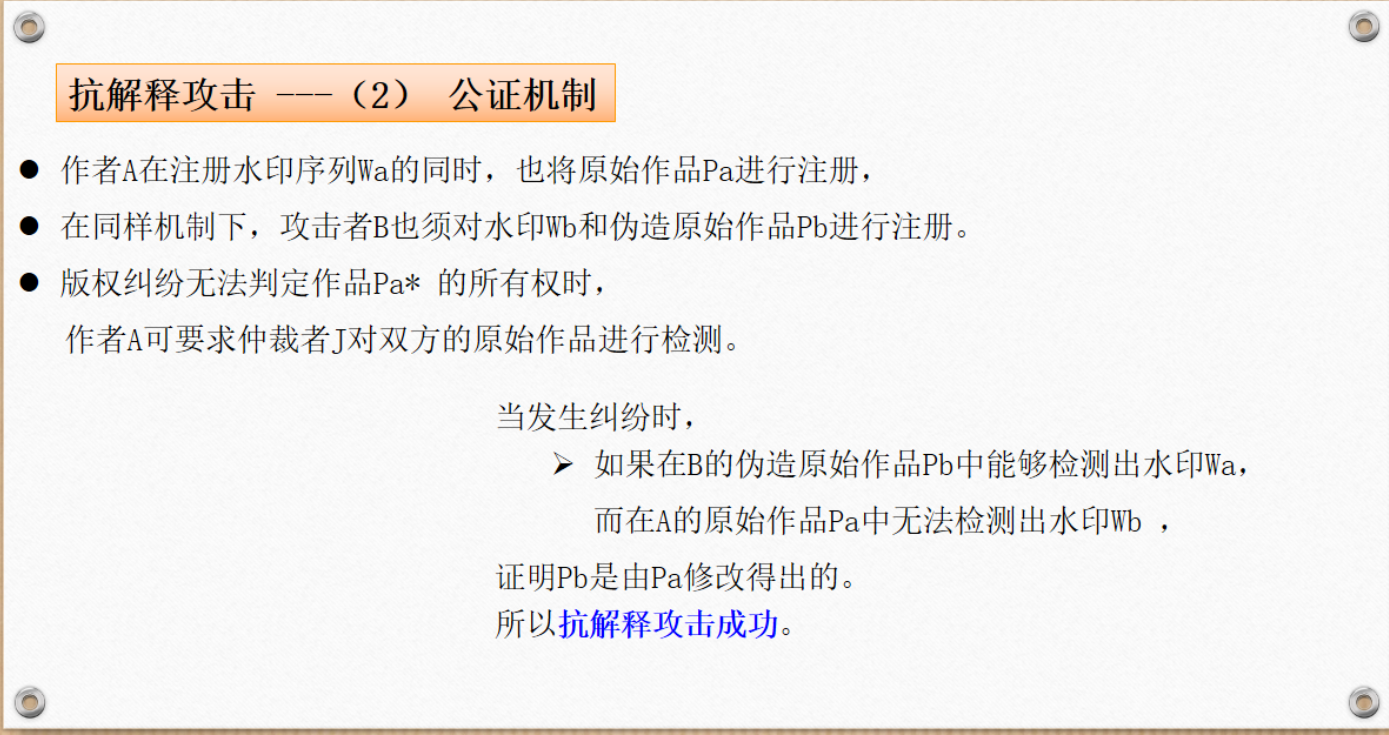 抗解释攻击 ---（2） 公证机制
● 作者A在注册水印序列Wa的同时，也将原始作品Pa进行注册，
● 在同样机制下，攻击者B也须对水印Wb和伪造原始作品Pb进行注册。
● 版权纠纷无法判定作品Pa* 的所有权时，
作者A可要求仲裁者J对双方的原始作品进行检测。
当发生纠纷时，
➢ 如果在B的伪造原始作品Pb中能够检测出水印Wa，
而在A的原始作品Pa中无法检测出水印Wb ，
证明Pb是由Pa修改得出的。
所以抗解释攻击成功。